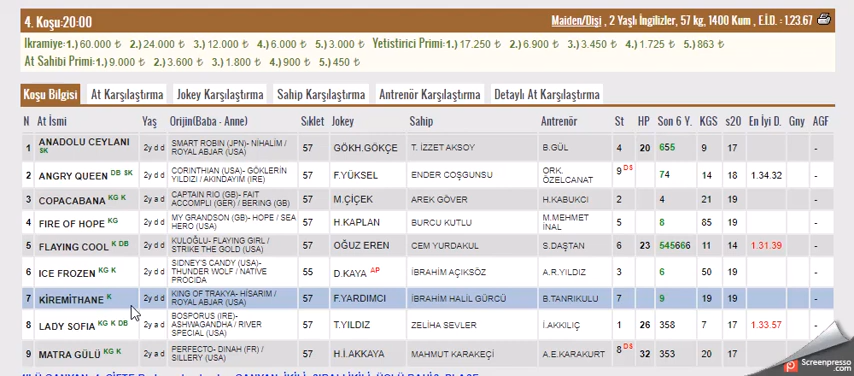 4. Koşu:20:00 Maiden/Dişi , 2 Yaşlı İngilizler, 57 kg, 1400 Kum , E.İ.D. : 1.23.67
İkramiye:1.) 60.000 ₺ 2.) 24.000 ₺ 3.) 12.000 ₺ 4.) 6.000 ₺ 5.) 3.000 ₺ Yetiştirici Primi:1.) 17.250 ₺ 2.) 6.900 ₺ 3.) 3.450 ₺ 4.) 1.725 ₺ 5.) 863 ₺
At Sahibi Primi:1.) 9.000 ₺ 2.) 3.600 ₺ 3.) 1.800 ₺ 4.) 900 ₺ 5.) 450 ₺
Koşu Bilgisi At Karşılaştırma Jokey Karşılaştırma Sahip Karşılaştırma Antrenör Karşılaştırma Detaylı At Karşılaştırma
N At İsmi Yaş Orijin(Baba - Anne) Sıklet Jokey Sahip Antrenör St HP Son 6 Y. KGS s20 En İyi D. Gny AGF
1 ANADOLU CEYLANI SK 2y d d SMART ROBIN (JPN)- NİHALİM / ROYAL ABJAR (USA) 57 GÖKH.GÖKÇE T. İZZET AKSOY B.GÜL 4 20 655 9 17 -
2 ANGRY QUEEN DB SK 2y d d CORINTHIAN (USA)- GÖKLERİN YILDIZI / AKINDAYIM (IRE) 57 F.YÜKSEL ENDER COŞGUNSU ORK. ÖZELCANAT 9 DS 74 14 18 1.34.32 -
3 COPACABANA KG K 2y a d CAPTAIN RIO (GB)- FAIT ACCOMPLI (GER) / BERING (GB) 57 M.ÇİÇEK AREK GÖVER H.KABUKCI 2 4 21 19 -
4 FIRE OF HOPE KG 2y d d MY GRANDSON (GB)- HOPE / SEA HERO (USA) 57 H.KAPLAN BURCU KUTLU M.MEHMET İNAL 5 8 85 19 -
5 FLAYING COOL K DB 2y d d KULOĞLU- FLAYING GIRL / STRIKE THE GOLD (USA) 57 OĞUZ EREN CEM YURDAKUL S.DAŞTAN 6 23 545666 11 14 1.31.39 -
6 ICE FROZEN KG K 2y d d SIDNEY'S CANDY (USA)- THUNDER WOLF / NATIVE PROCIDA 55 D.KAYA AP İBRAHİM AÇIKSÖZ A.R.YILDIZ 3 6 50 19 -
7 KİREMİTHANE K 2y d d KING OF TRAKYA- HİSARIM / ROYAL ABJAR (USA) 57 F.YARDIMCI İBRAHİM HALİL GÜRCÜ B.TANRIKULU 7 9 19 19 -
8 LADY SOFIA KG K DB 2y a d BOSPORUS (IRE)- ASHWAGANDHA / RIVER SPECIAL (USA) 57 T.YILDIZ ZELİHA SEVLER İ.AKKILIÇ 1 26 358 7 17 1.33.57 -
9 MATRA GÜLÜ KG K 2y a d PERFECTO- DINAH (FR) / SILLERY (USA) 57 H.İ.AKKAYA MAHMUT KARAKEÇİ A.E.KARAKURT 8 DS 32 353 20 17 -
Screenpresso